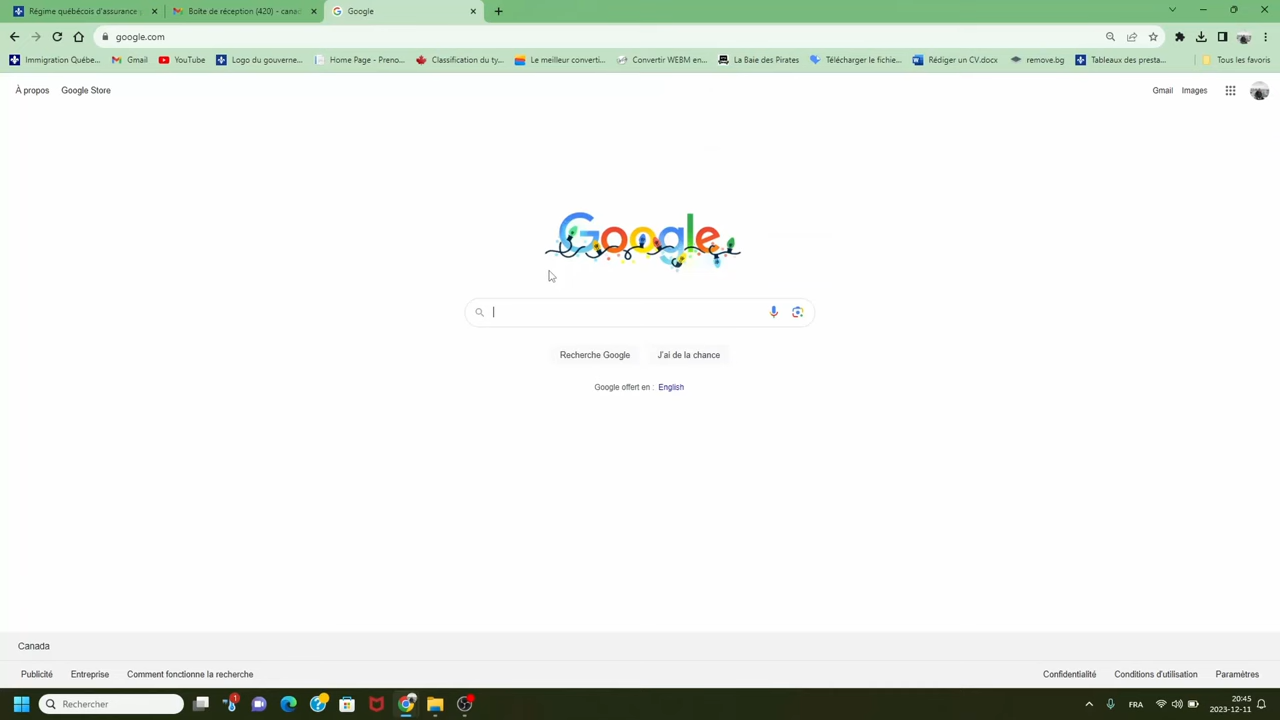 Régime québécois d'assurance
Boîte de réception (420) - canad
Google
google.com
Immigration Québe...
Gmail
YouTube
Logo du gouverne...
Home Page - Preno...
Classification du ty...
Le meilleur converti...
Convertir WEBM en...
La Baie des Pirates
Télécharger le fichie...
Rédiger un CV.docx
remove.bg
Tableaux des presta...
Tous les favoris
À propos
Google Store
Gmail
Images
Google
Recherche Google
J'ai de la chance
Google offert en : English
Canada
Publicité
Entreprise
Comment fonctionne la recherche
Confidentialité
Conditions d'utilisation
Paramètres
Rechercher
1
FRA
20:45
2023-12-11